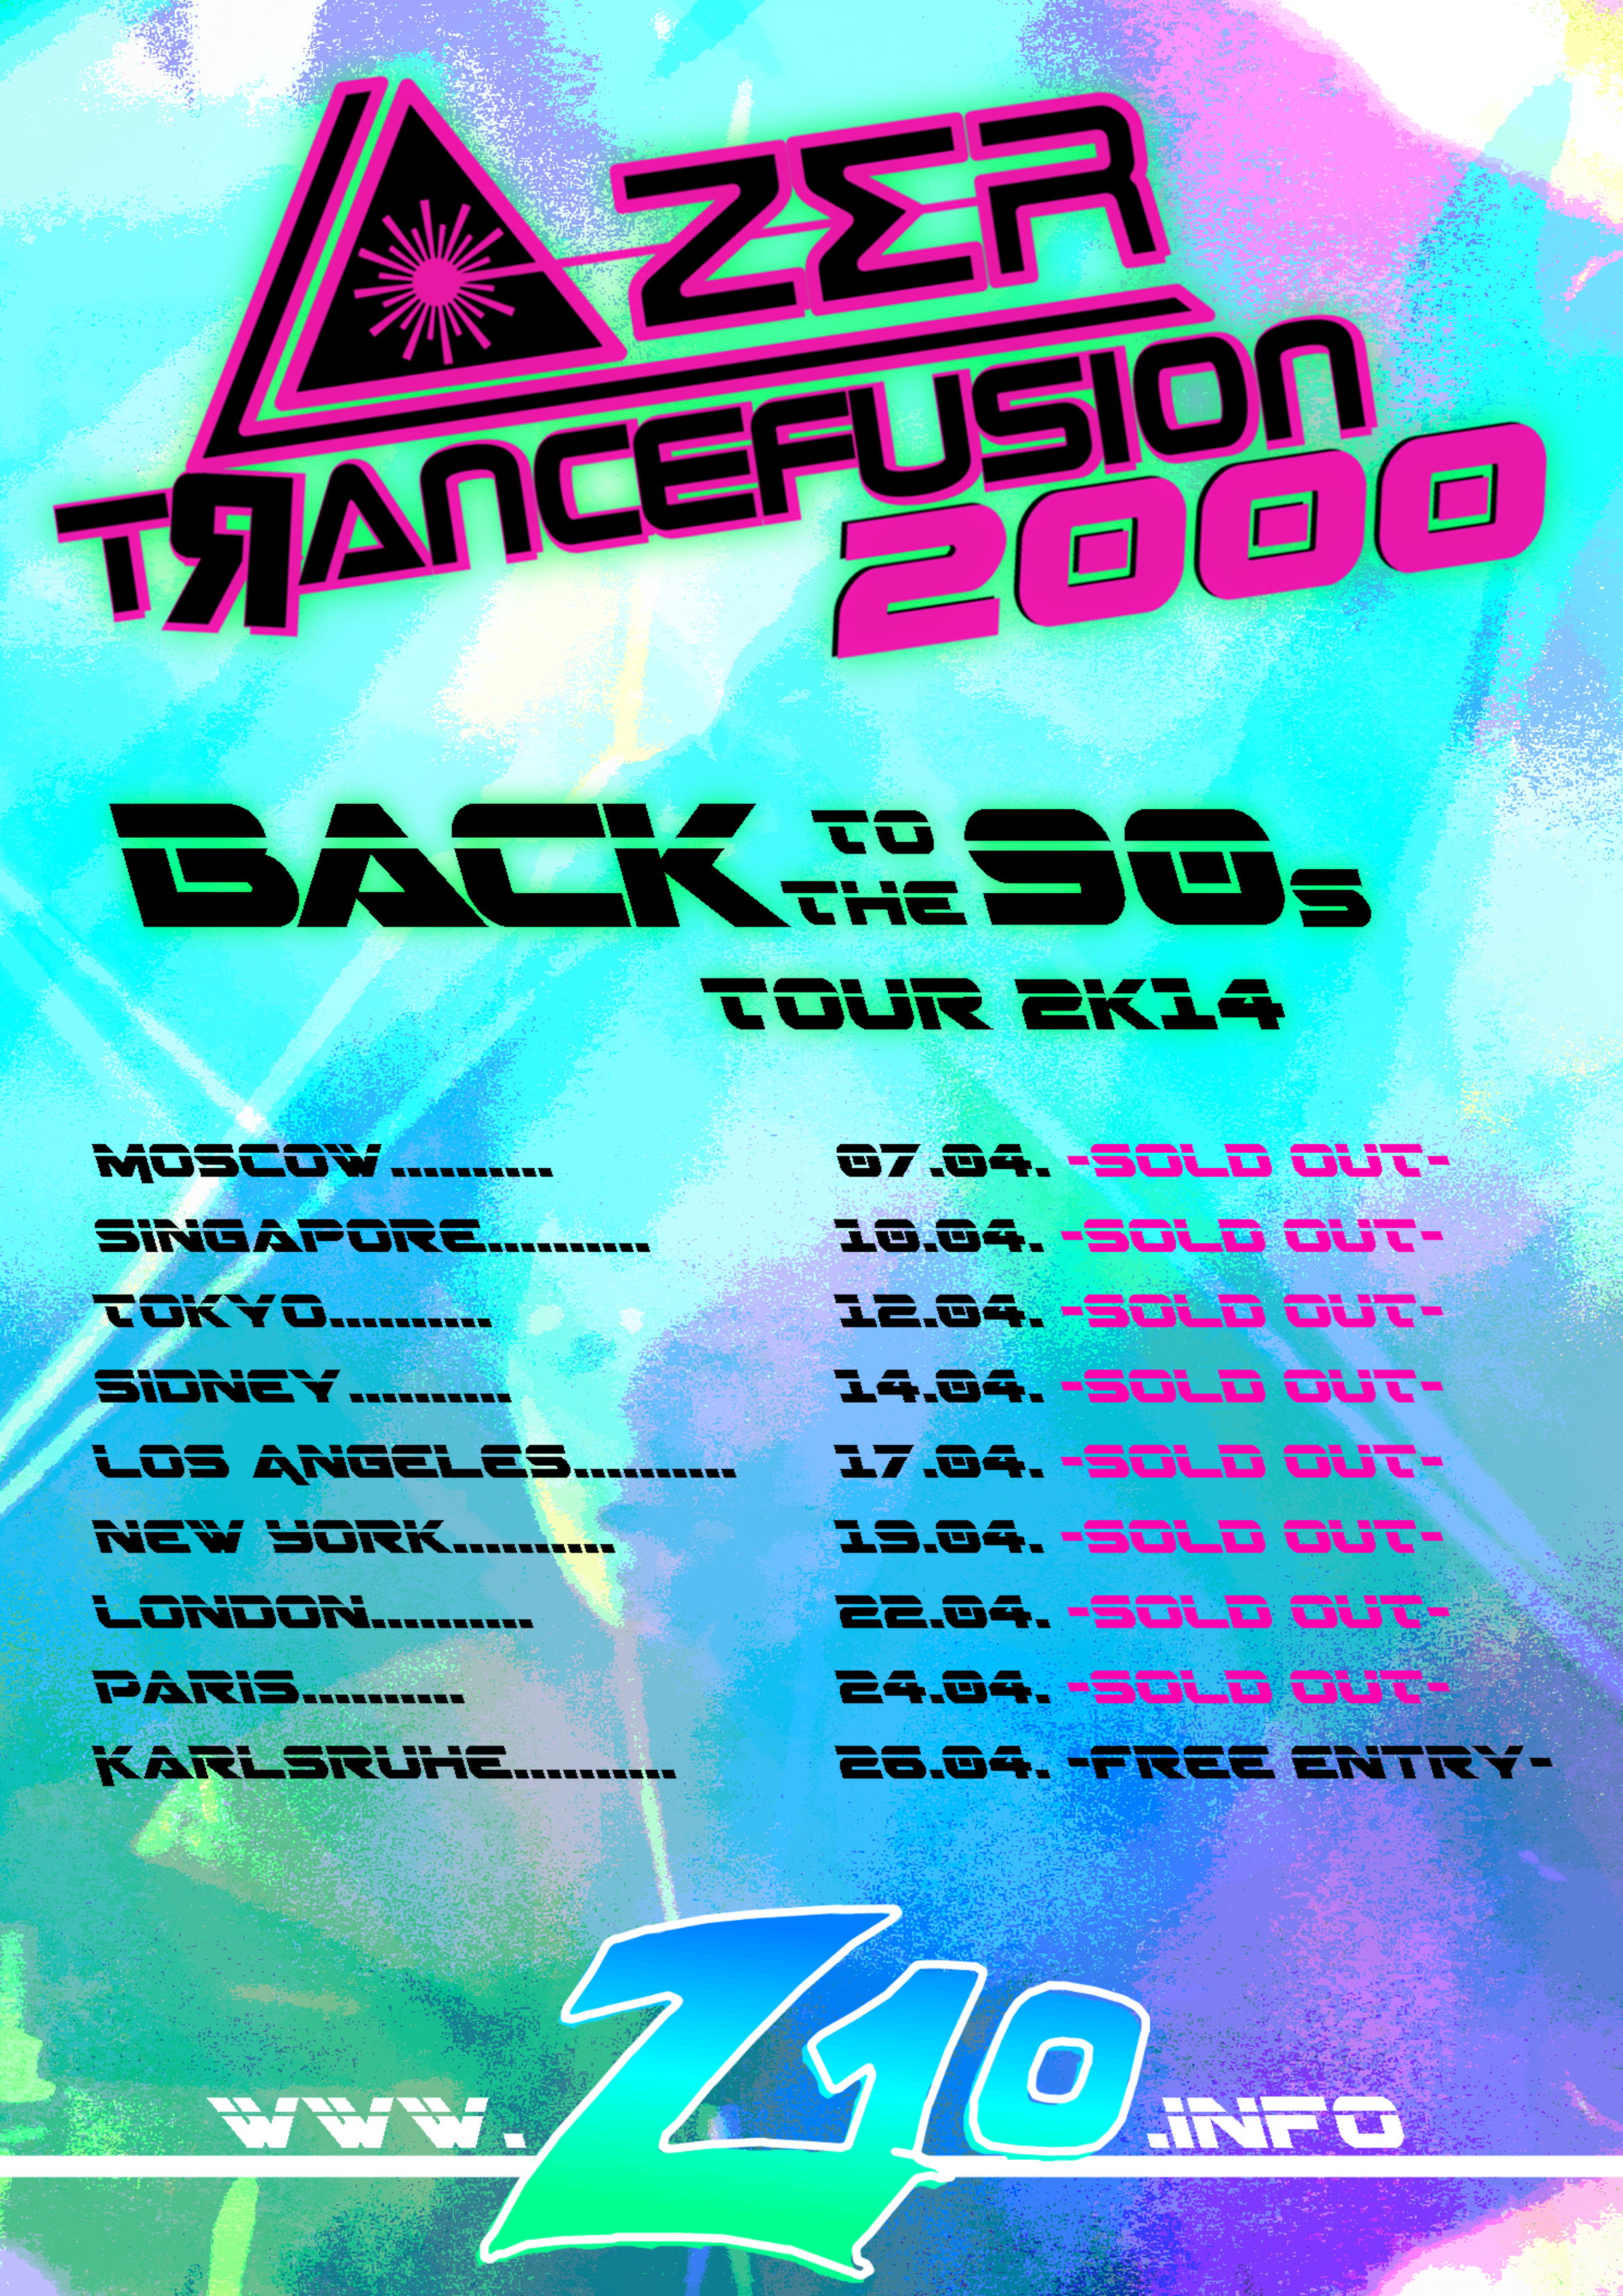 LAZER
TRANCEFUSION
2000
BACK TO THE 90s
TOUR 2K14
MOSCOW.......... 07.04. -SOLD OUT-
SINGAPORE.......... 10.04. -SOLD OUT-
TOKYO.......... 12.04. -SOLD OUT-
SIDNEY.......... 14.04. -SOLD OUT-
LOS ANGELES.......... 17.04. -SOLD OUT-
NEW YORK.......... 19.04. -SOLD OUT-
LONDON.......... 22.04. -SOLD OUT-
PARIS.......... 24.04. -SOLD OUT-
KARLSRUHE.......... 26.04. -FREE ENTRY-
WWW.Z10.INFO